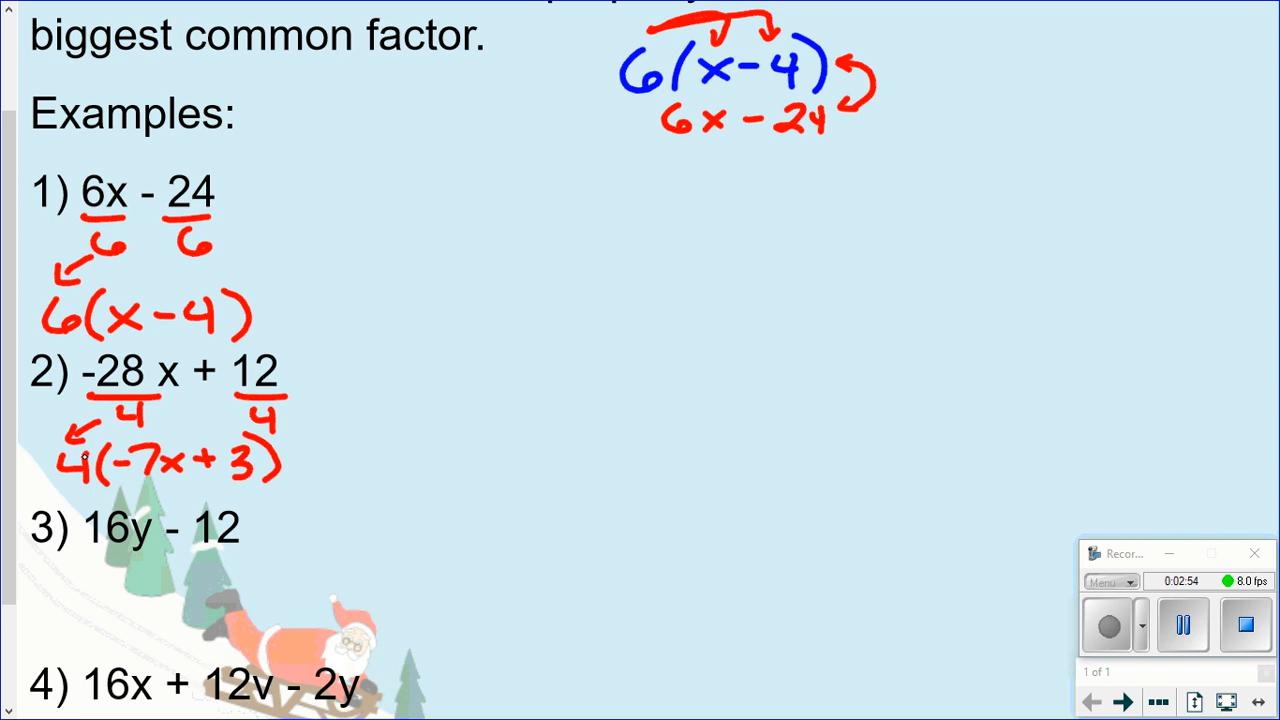 biggest common factor.
6(x-4)
6x - 24
Examples:
1) 6x - 24
6 6
6(x-4)
2) -28 x + 12
4 4
4(-7x+3)
3) 16y - 12
4) 16x + 12v - 2y
Recor...
Menu
0:02:54
8.0 fps
1 of 1